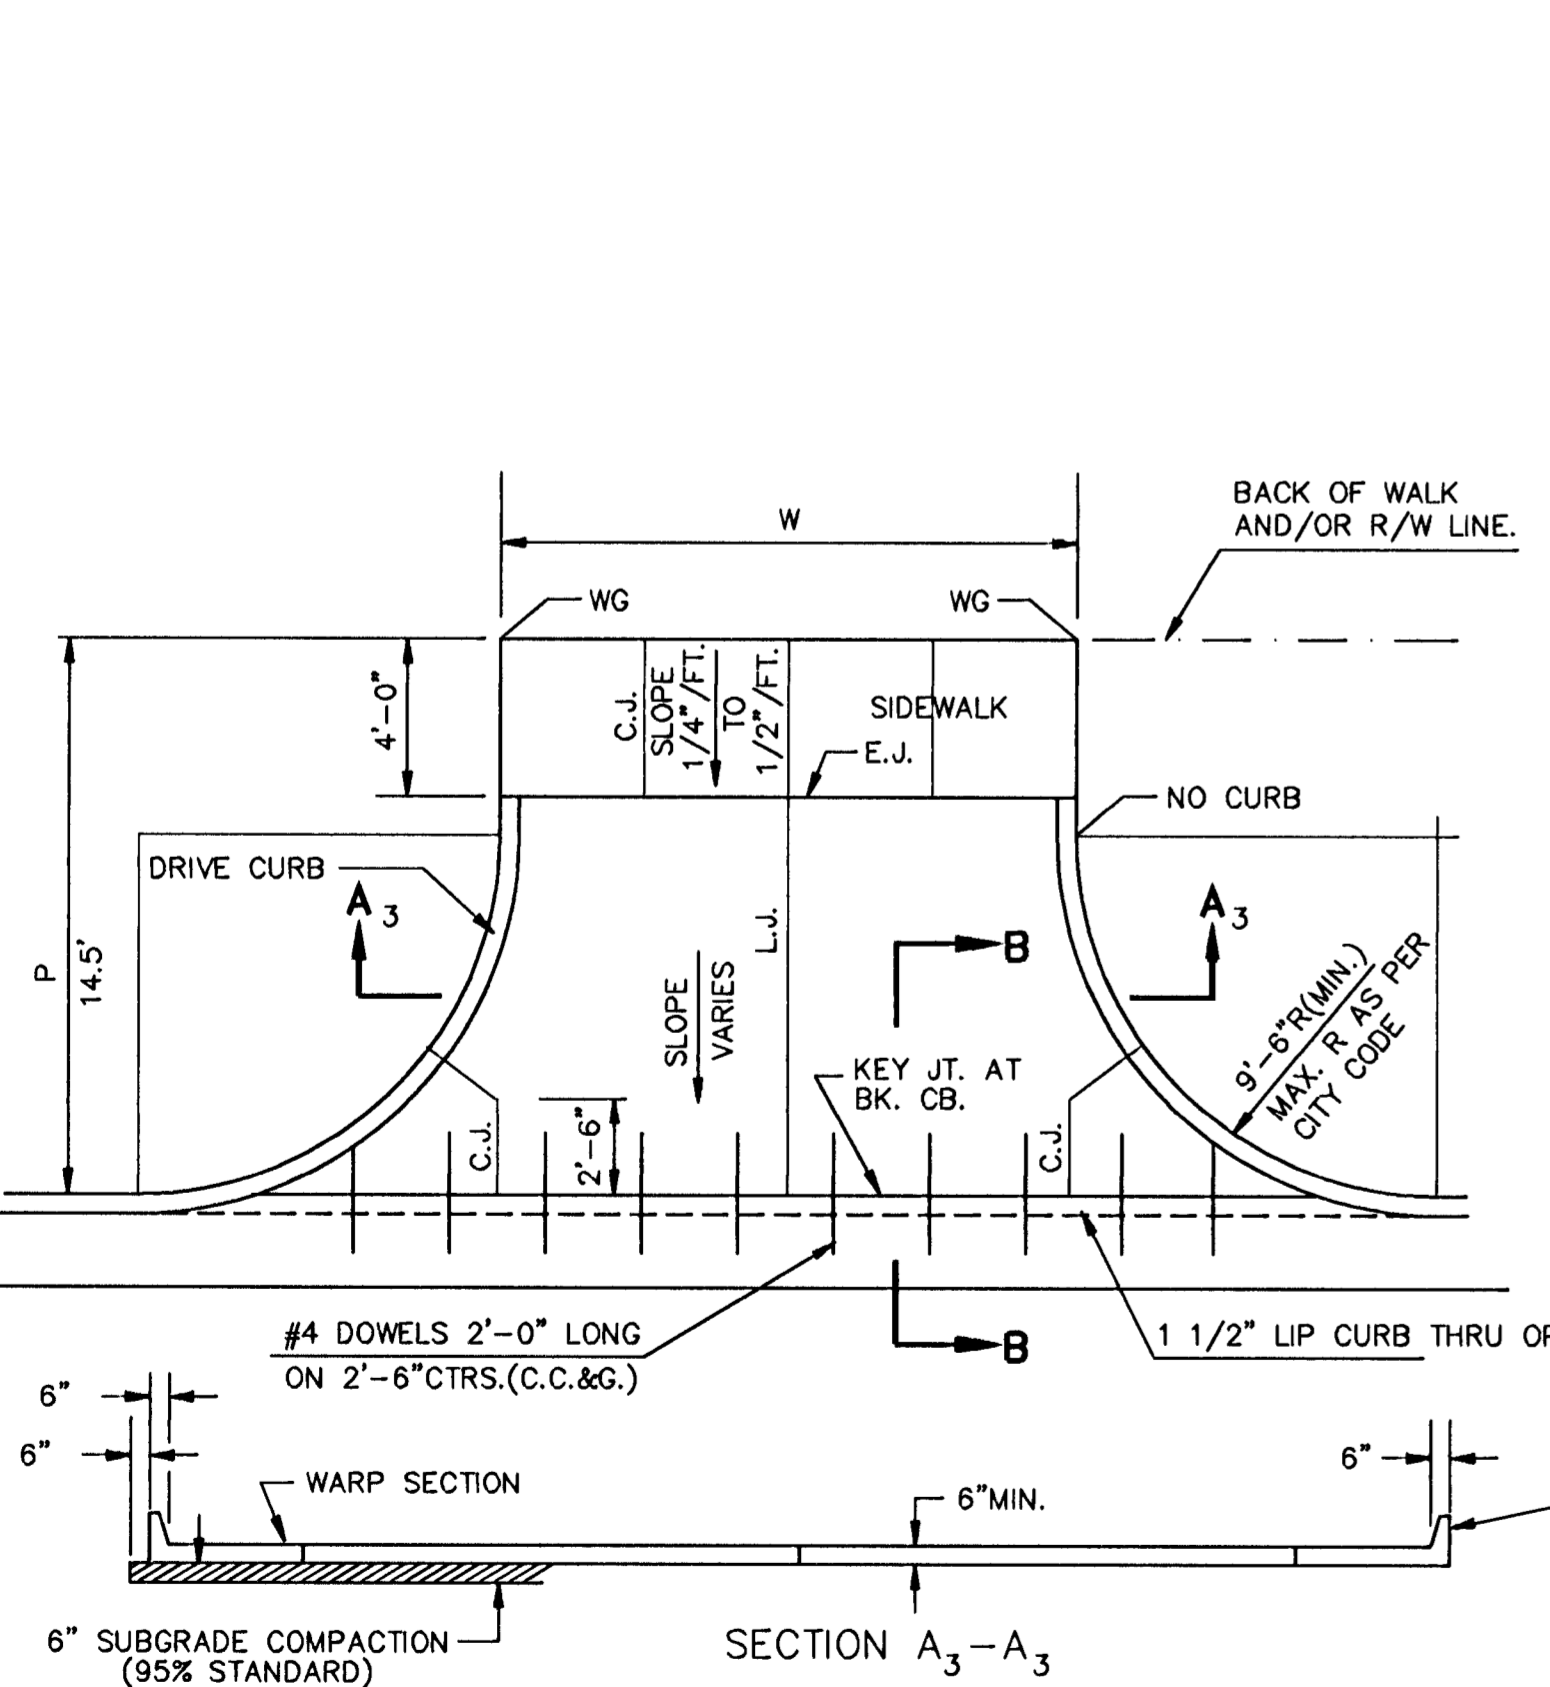 BACK OF WALK
AND/OR R/W LINE.
W
WG
WG
4'-0"
C.J.
SLOPE
1/4"/FT.
TO
1/2"/FT.
SIDEWALK
E.J.
NO CURB
DRIVE CURB
A3
A3
P
14.5'
L.J.
B
SLOPE
VARIES
9'-6"R(MIN.)
MAX. R AS PER
CITY CODE
KEY JT. AT
BK. CB.
C.J.
2'-6"
C.J.
#4 DOWELS 2'-0" LONG
ON 2'-6"CTRS.(C.C.&G.)
B
1 1/2" LIP CURB THRU OP
6"
6"
6"
WARP SECTION
6"MIN.
6" SUBGRADE COMPACTION
(95% STANDARD)
SECTION A3-A3